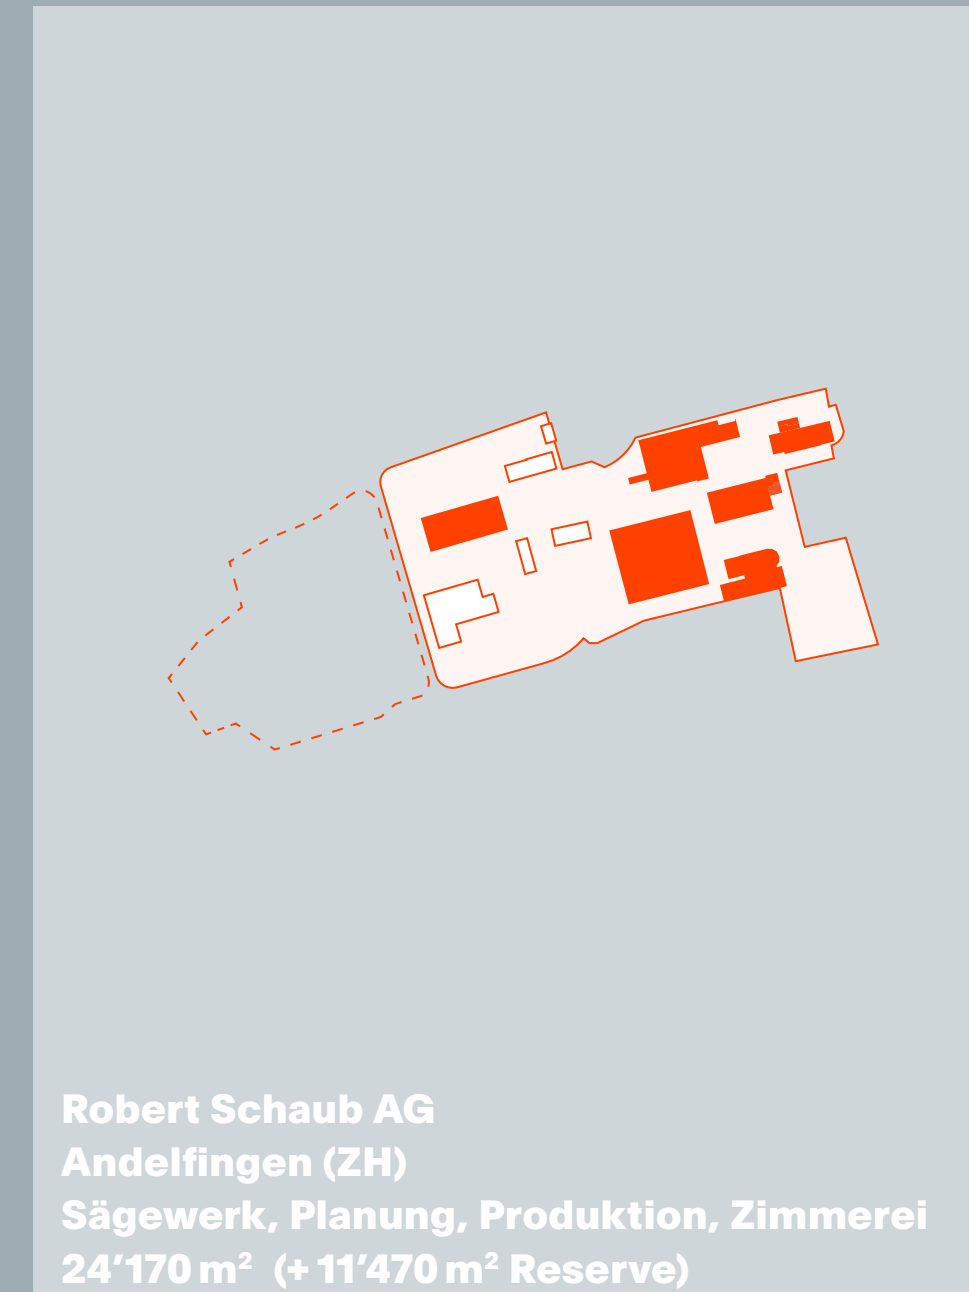 Robert Schaub AG
Andelfingen (ZH)
Sägewerk, Planung, Produktion, Zimmerei
24’170 m² (+ 11’470 m² Reserve)